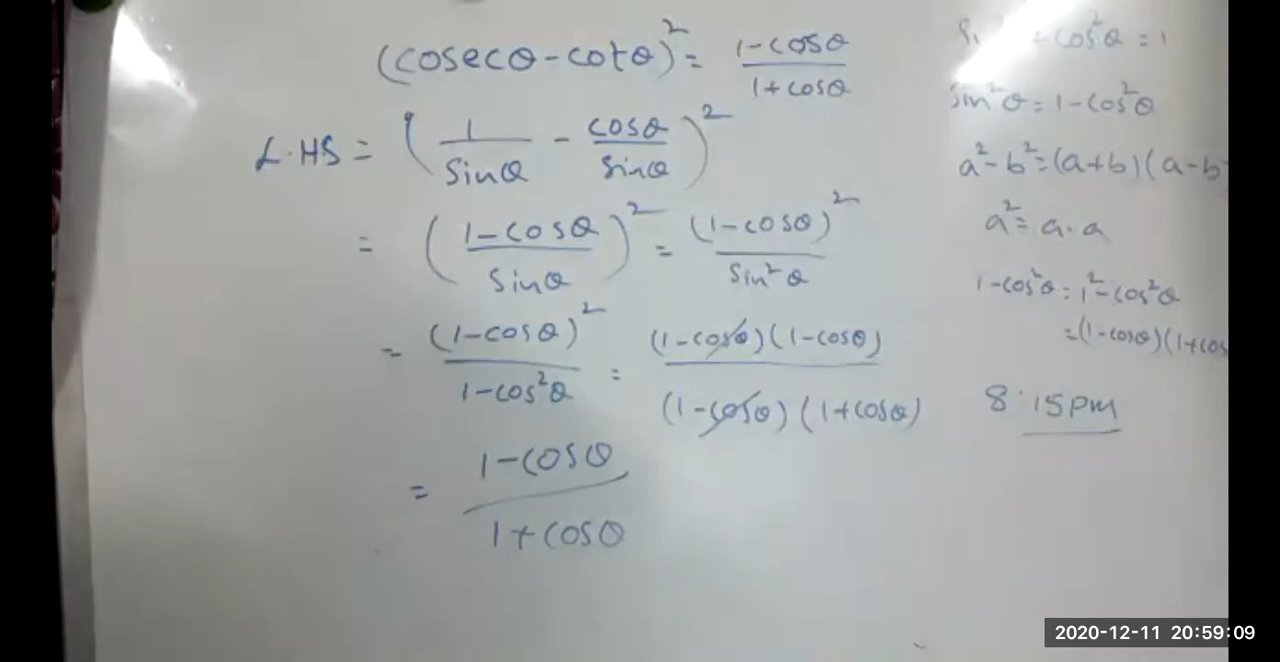 (cosecθ-cotθ)² = 1-cosθ / 1+cosθ
L.HS = (1/Sinθ - cosθ/Sinθ)²
= (1-cosθ/Sinθ)² = (1-cosθ)²/Sin²θ
= (1-cosθ)²/1-cos²θ = (1-cosθ)(1-cosθ)/(1-cosθ)(1+cosθ)
= 1-cosθ/1+cosθ
cos²θ = 1
Sin²θ = 1-cos²θ
a²-b² = (a+b)(a-b
a² = a.a
1-cos²θ = 1²-cos²θ
= (1-cosθ)(1+cos
8:15PM
2020-12-11 20:59:09